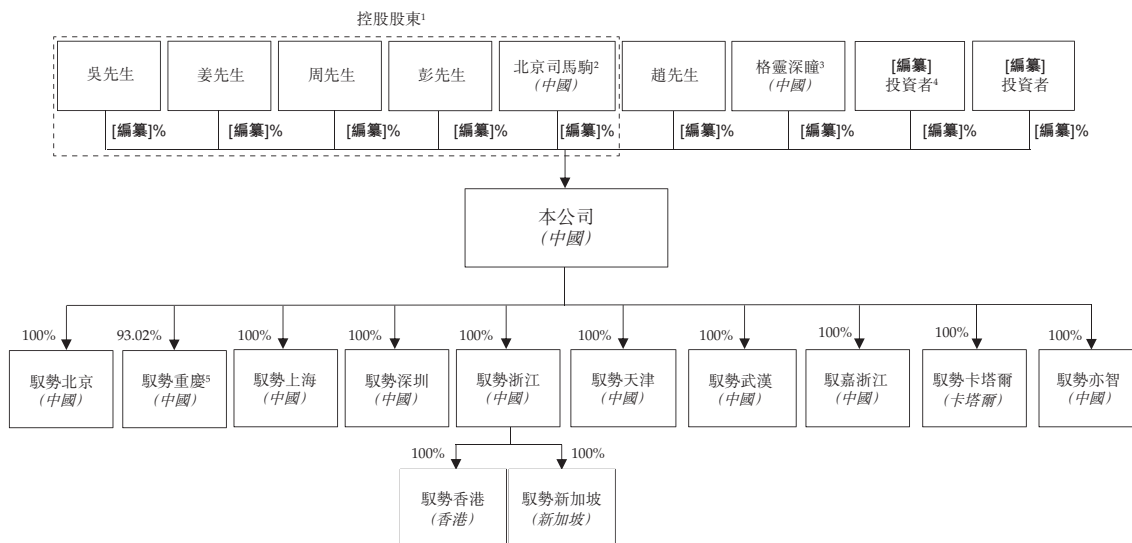 控股股東¹
吳先生
姜先生
周先生
彭先生
北京司馬駒²
(中國)
趙先生
格靈深瞳³
(中國)
[編纂]
投資者⁴
[編纂]
投資者
[編纂]%
[編纂]%
[編纂]%
[編纂]%
[編纂]%
[編纂]%
[編纂]%
[編纂]%
[編纂]%
本公司
(中國)
100%
93.02%
100%
100%
100%
100%
100%
100%
100%
100%
馭勢北京
(中國)
馭勢重慶⁵
(中國)
馭勢上海
(中國)
馭勢深圳
(中國)
馭勢浙江
(中國)
馭勢天津
(中國)
馭勢武漢
(中國)
馭嘉浙江
(中國)
馭勢卡塔爾
(卡塔爾)
馭勢亦智
(中國)
100%
100%
馭勢香港
(香港)
馭勢新加坡
(新加坡)